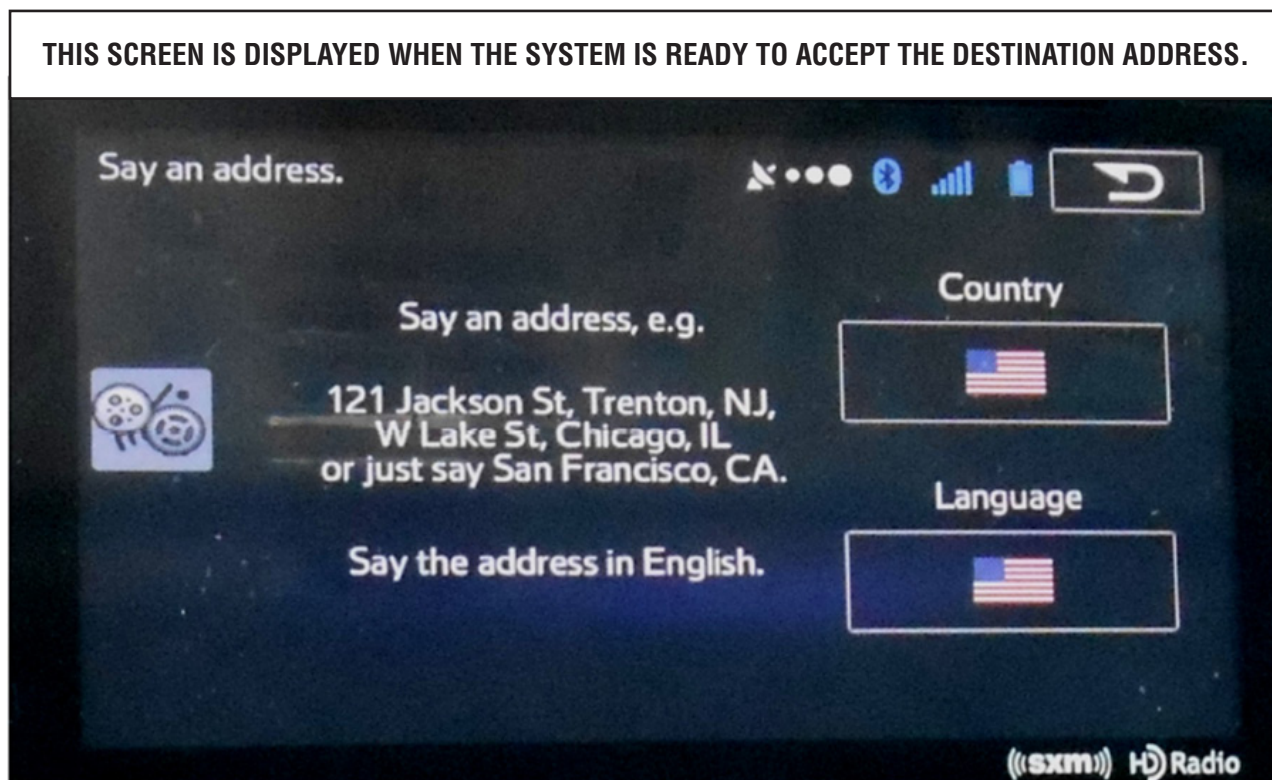 THIS SCREEN IS DISPLAYED WHEN THE SYSTEM IS READY TO ACCEPT THE DESTINATION ADDRESS.
Say an address.
Country
Say an address, e.g.
121 Jackson St, Trenton, NJ,
W Lake St, Chicago, IL
or just say San Francisco, CA.
Language
Say the address in English.
((sxm)) HD Radio